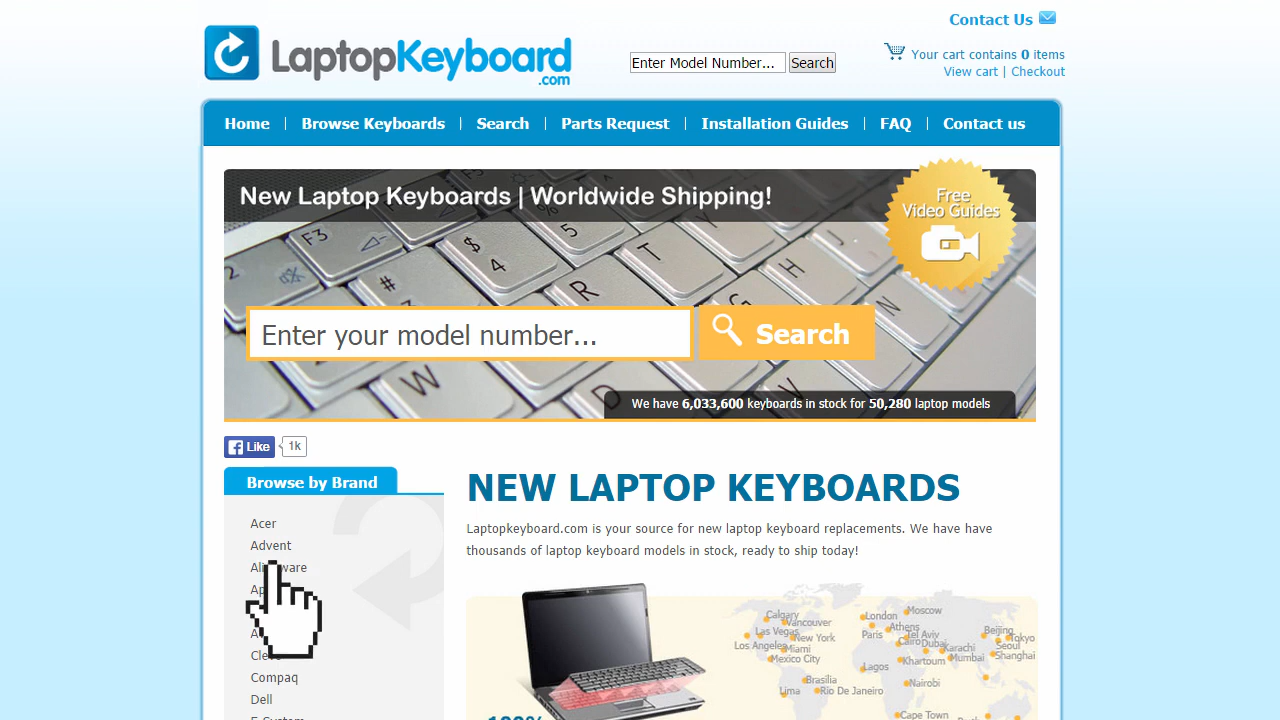 Contact Us
LaptopKeyboard
.com
Enter Model Number...
Search
Your cart contains 0 items
View cart | Checkout
Home
Browse Keyboards
Search
Parts Request
Installation Guides
FAQ
Contact us
New Laptop Keyboards | Worldwide Shipping!
Free
Video Guides
F3
2
#
3
$
4
%
5
R
T
G
H
W
D
V
N
Enter your model number...
Search
We have 6,033,600 keyboards in stock for 50,280 laptop models
Like
1k
Browse by Brand
Acer
Advent
Compaq
Dell
NEW LAPTOP KEYBOARDS
Laptopkeyboard.com is your source for new laptop keyboard replacements. We have have
thousands of laptop keyboard models in stock, ready to ship today!
Calgary
Vancouver
Las Vegas
New York
Los Angeles
Miami
Mexico City
Brasilia
Lima
Rio De Janeiro
London
Moscow
Paris
Athens
Cairo
Tel Aviv
Dubai
Karachi
Lagos
Khartoum
Mumbai
Nairobi
Cape Town
Beijing
Tokyo
Seoul
Shanghai
100%